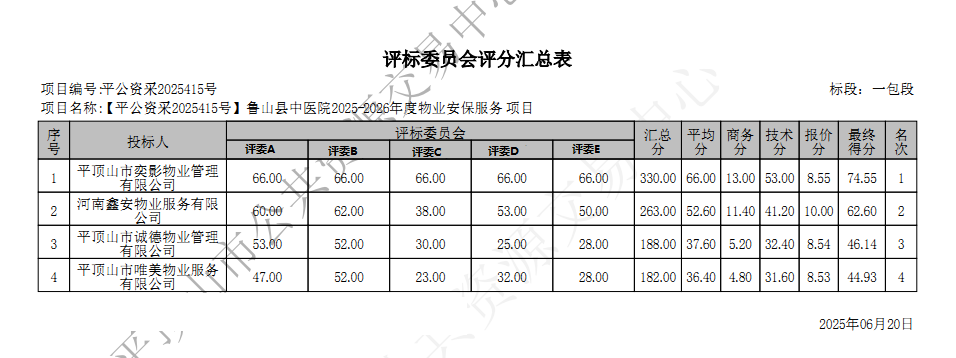 评标委员会评分汇总表
项目编号:平公资采2025415号 标段：一包段
项目名称:【平公资采2025415号】鲁山县中医院2025-2026年度物业安保服务项目
序号 投标人 评标委员会 汇总分 平均分 商务分 技术分 报价分 最终得分 名次
评委A 评委B 评委C 评委D 评委E
1 平顶山市奕影物业管理有限公司 66.00 66.00 66.00 66.00 66.00 330.00 66.00 13.00 53.00 8.55 74.55 1
2 河南鑫安物业服务有限公司 60.00 62.00 38.00 53.00 50.00 263.00 52.60 11.40 41.20 10.00 62.60 2
3 平顶山市诚德物业管理有限公司 53.00 52.00 30.00 25.00 28.00 188.00 37.60 5.20 32.40 8.54 46.14 3
4 平顶山市唯美物业服务有限公司 47.00 52.00 23.00 32.00 28.00 182.00 36.40 4.80 31.60 8.53 44.93 4
2025年06月20日